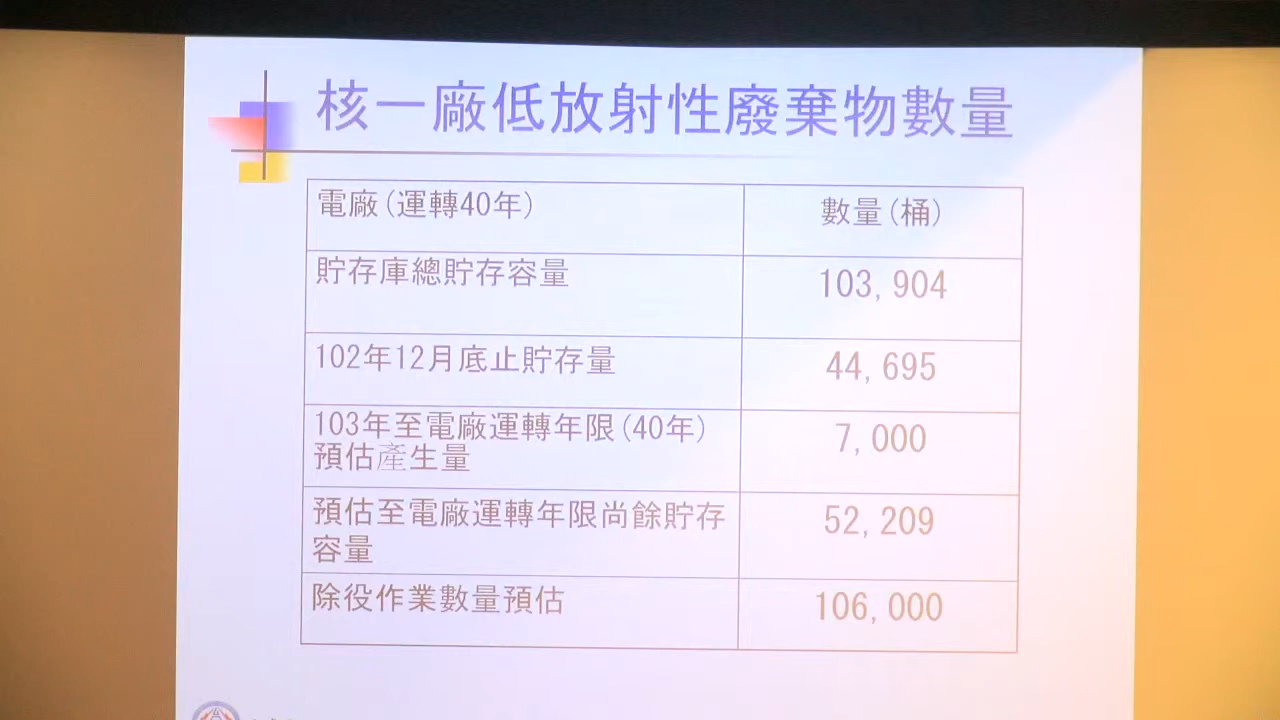 核一廠低放射性廢棄物數量
電廠(運轉40年)
數量(桶)
貯存庫總貯存容量
103,904
102年12月底止貯存量
44,695
103年至電廠運轉年限(40年)
預估產生量
7,000
預估至電廠運轉年限尚餘貯存
容量
52,209
除役作業數量預估
106,000